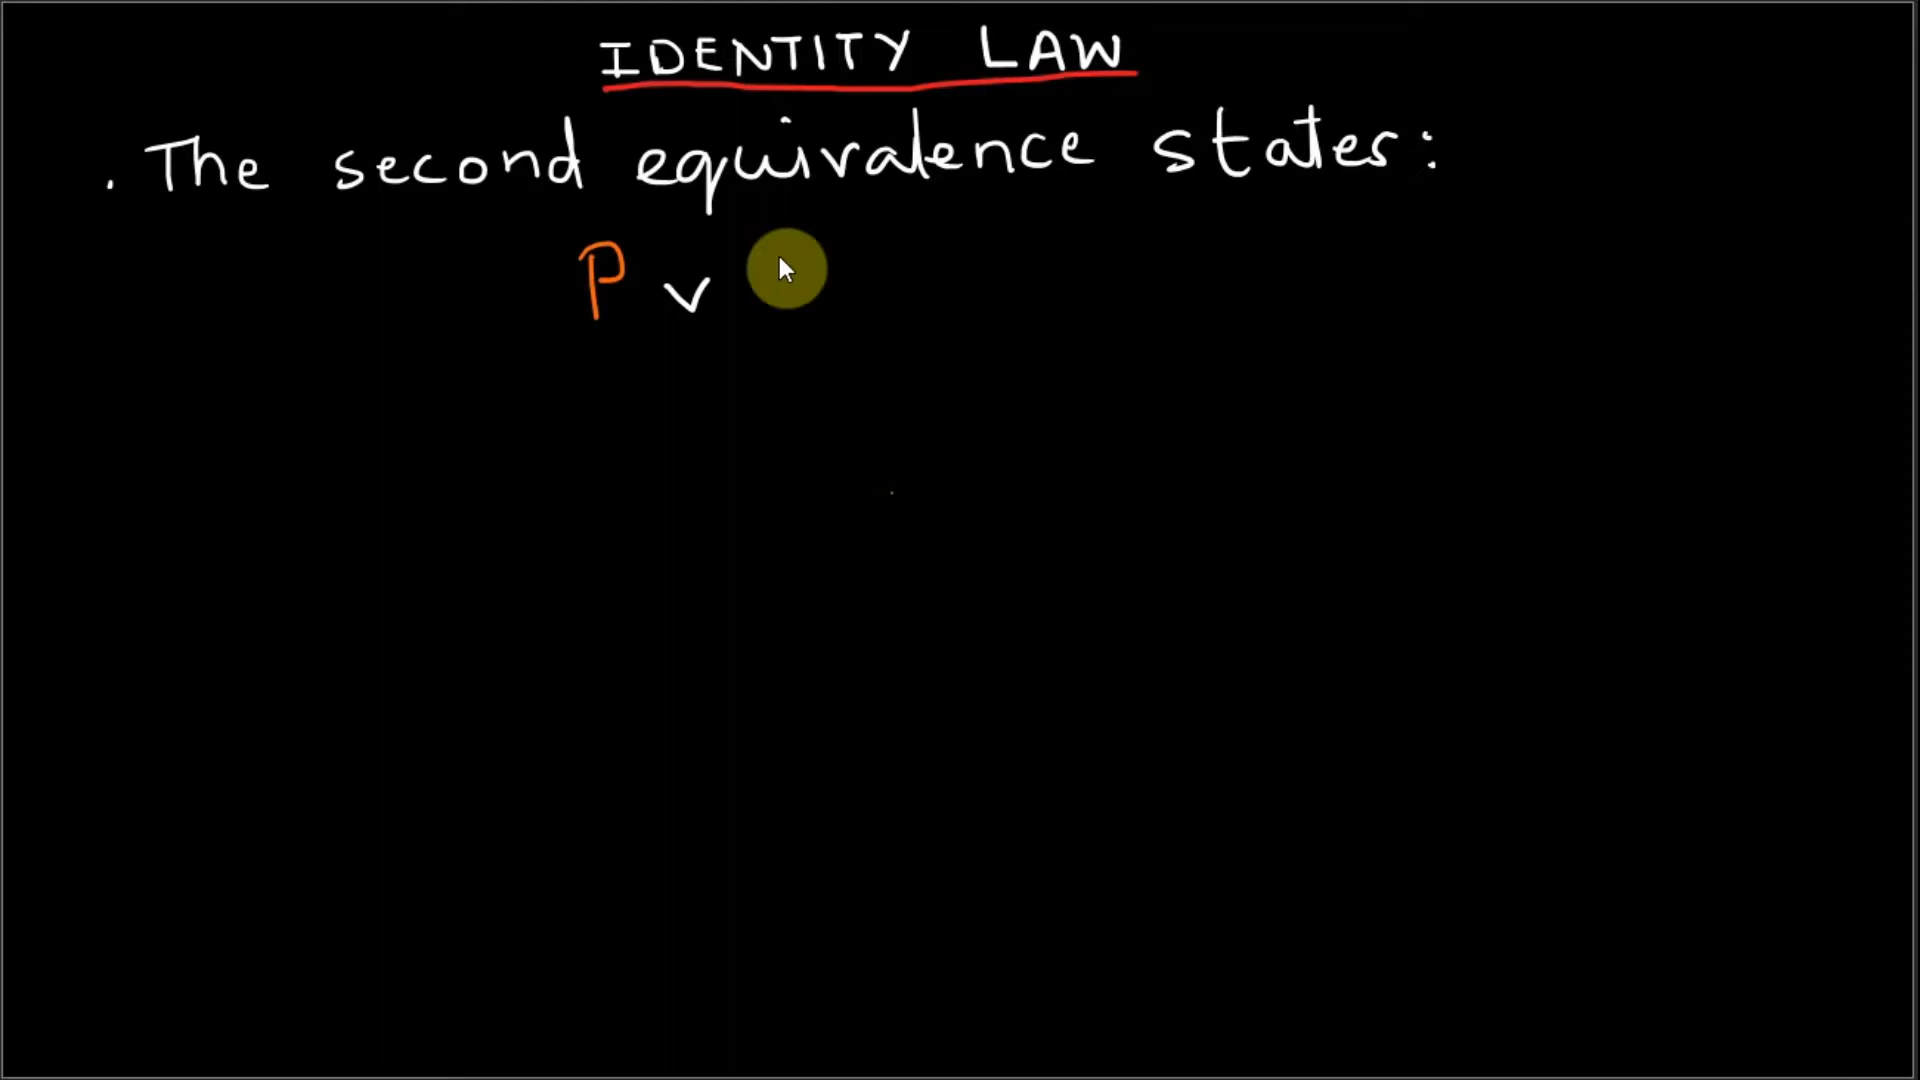 IDENTITY LAW
. The second equivalence states:
P v